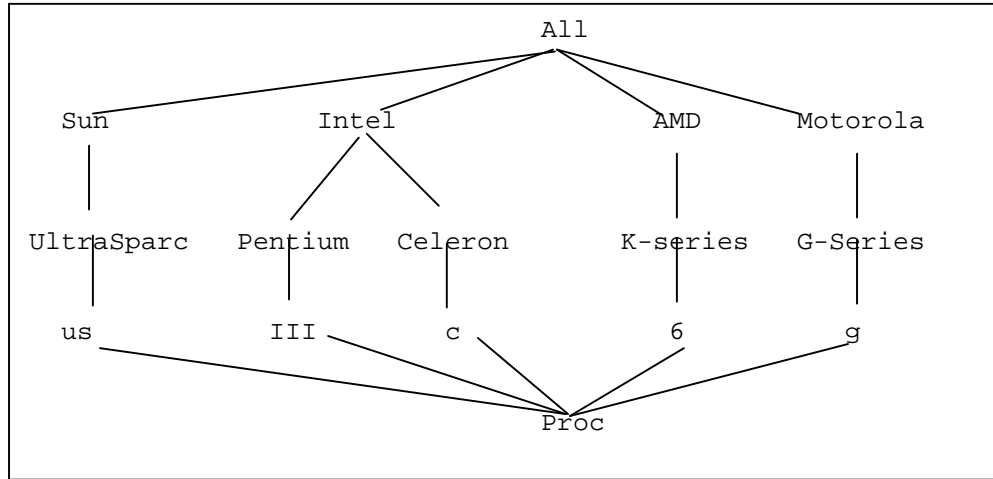 All
Sun Intel AMD Motorola
UltraSparc Pentium Celeron K-series G-Series
us III c 6 g
Proc